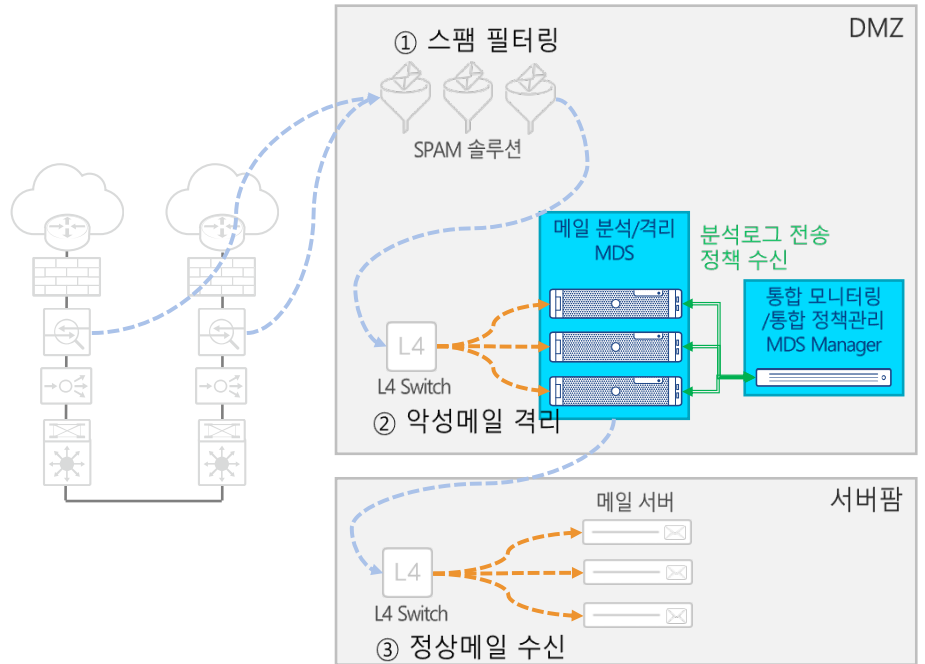 DMZ
① 스팸 필터링
SPAM 솔루션
메일 분석/격리
MDS
분석로그 전송
정책 수신
통합 모니터링
/통합 정책관리
MDS Manager
L4
L4 Switch
② 악성메일 격리
서버팜
메일 서버
L4
L4 Switch
③ 정상메일 수신